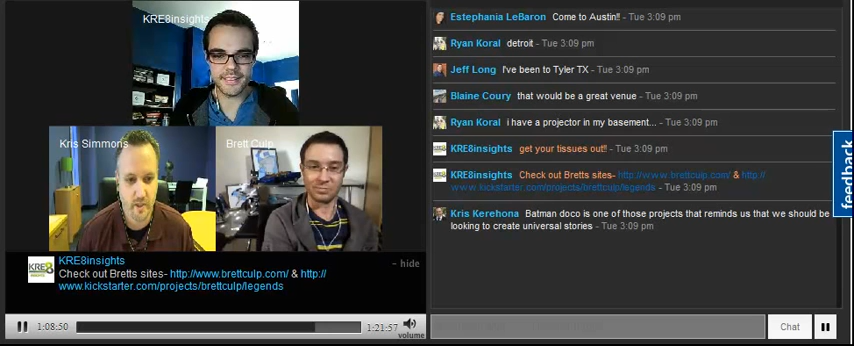 KRE8insights
Kris Simmons
Brett Culp
KRE8
KRE8insights
Check out Bretts sites- http://www.brettculp.com/ & http://
www.kickstarter.com/projects/brettculp/legends
– hide
1:08:50
1:21:57
volume
Estephania LeBaron Come to Austin!! - Tue 3:09 pm
Ryan Koral detroit - Tue 3:09 pm
Jeff Long I've been to Tyler TX - Tue 3:09 pm
Blaine Coury that would be a great venue - Tue 3:09 pm
Ryan Koral i have a projector in my basement... - Tue 3:09 pm
KRE8insights get your tissues out!! - Tue 3:09 pm
KRE8insights Check out Bretts sites- http://www.brettculp.com/ & http://
www.kickstarter.com/projects/brettculp/legends - Tue 3:09 pm
Kris Kerehona Batman doco is one of those projects that reminds us that we should be
looking to create universal stories - Tue 3:09 pm
Chat
feedback